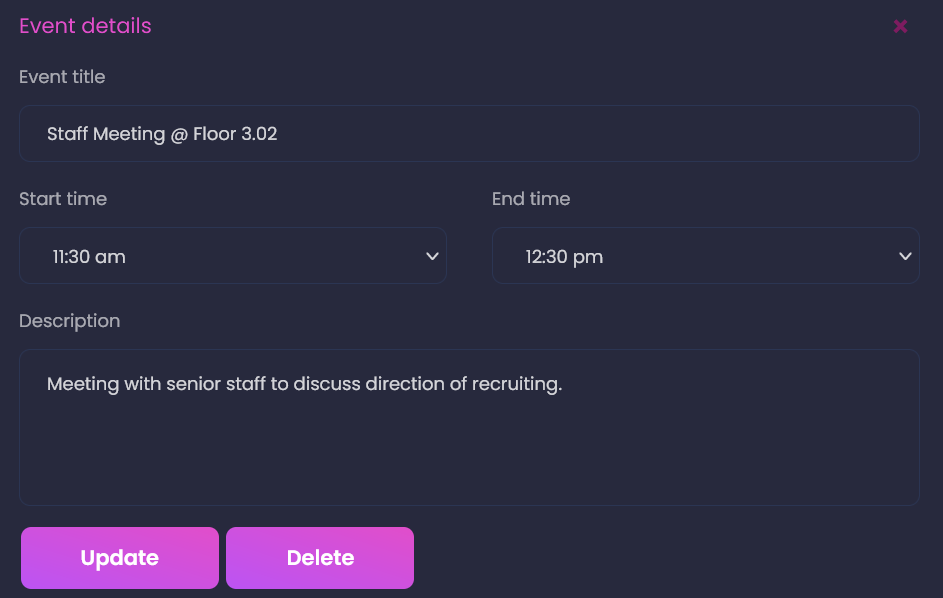 Event details
Event title
Staff Meeting @ Floor 3.02
Start time
End time
11:30 am
12:30 pm
Description
Meeting with senior staff to discuss direction of recruiting.
Update
Delete